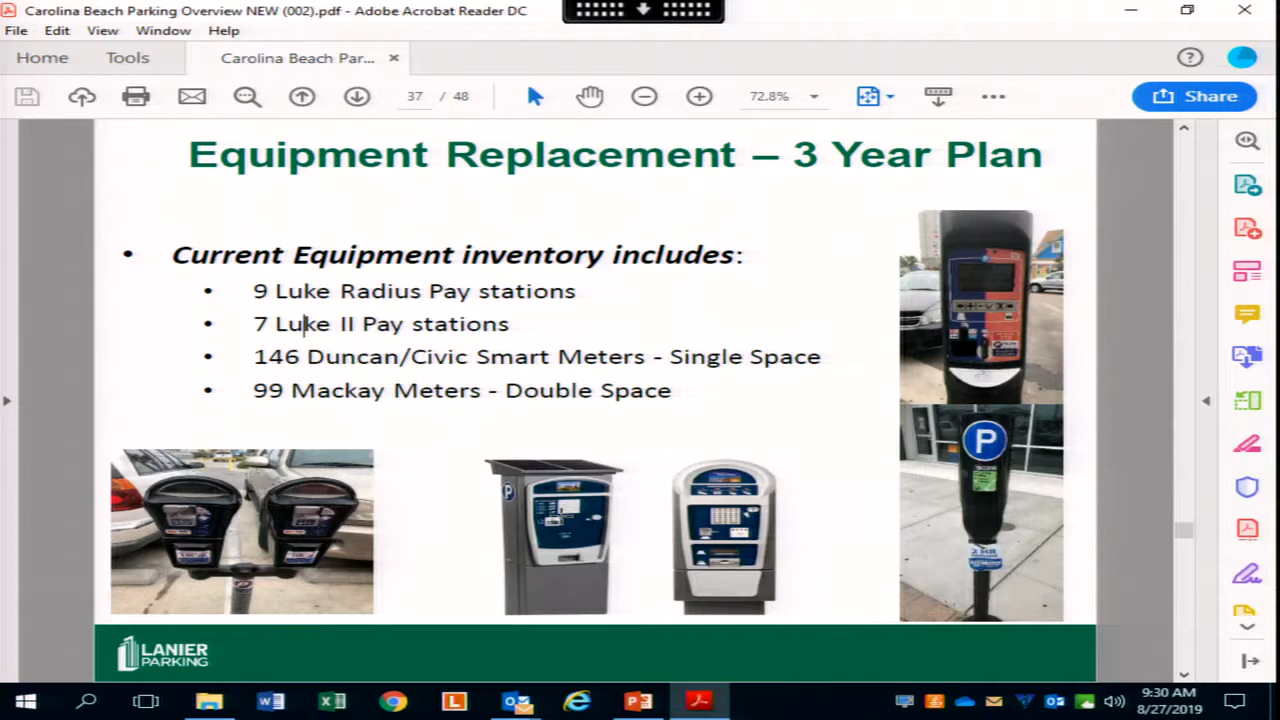 Carolina Beach Parking Overview NEW (002).pdf - Adobe Acrobat Reader DC
File Edit View Window Help
Home Tools Carolina Beach Par...
37 / 48 72.8% Share
Equipment Replacement – 3 Year Plan
• Current Equipment inventory includes:
• 9 Luke Radius Pay stations
• 7 Luke II Pay stations
• 146 Duncan/Civic Smart Meters - Single Space
• 99 Mackay Meters - Double Space
P
P
2 HR
LANIER
PARKING
9:30 AM
8/27/2019